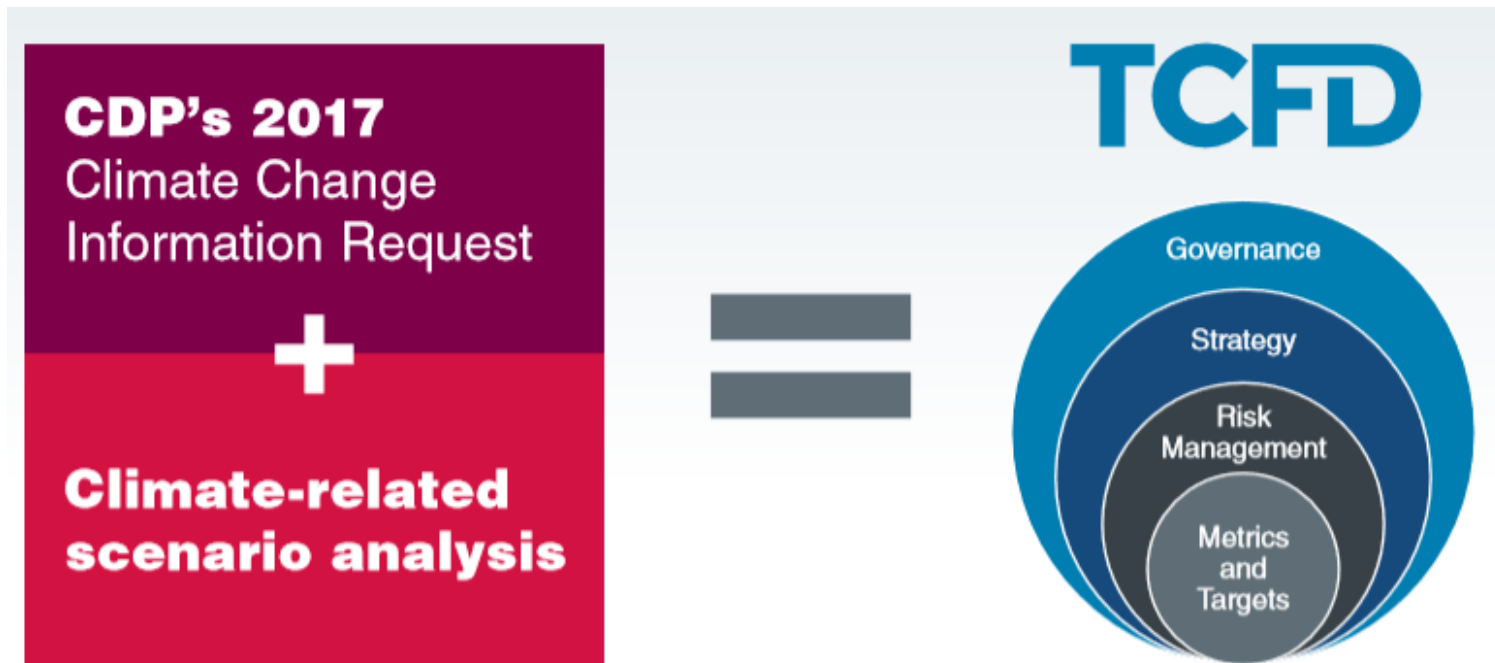 CDP's 2017
Climate Change
Information Request
+
Climate-related
scenario analysis
=
TCFD
Governance
Strategy
Risk
Management
Metrics
and
Targets